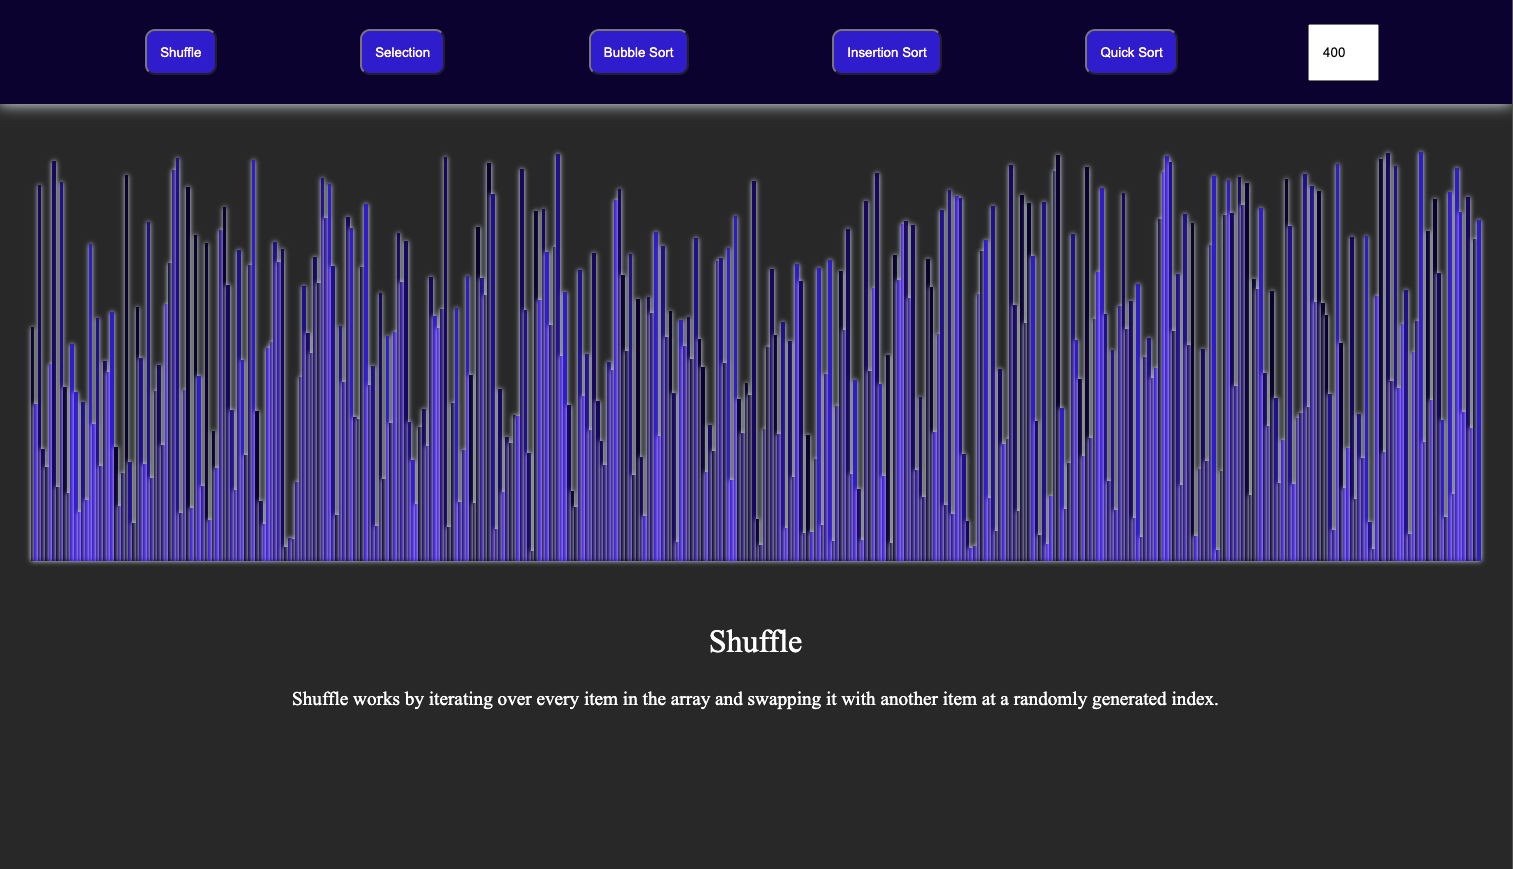 Shuffle
Selection
Bubble Sort
Insertion Sort
Quick Sort
400
Shuffle
Shuffle works by iterating over every item in the array and swapping it with another item at a randomly generated index.